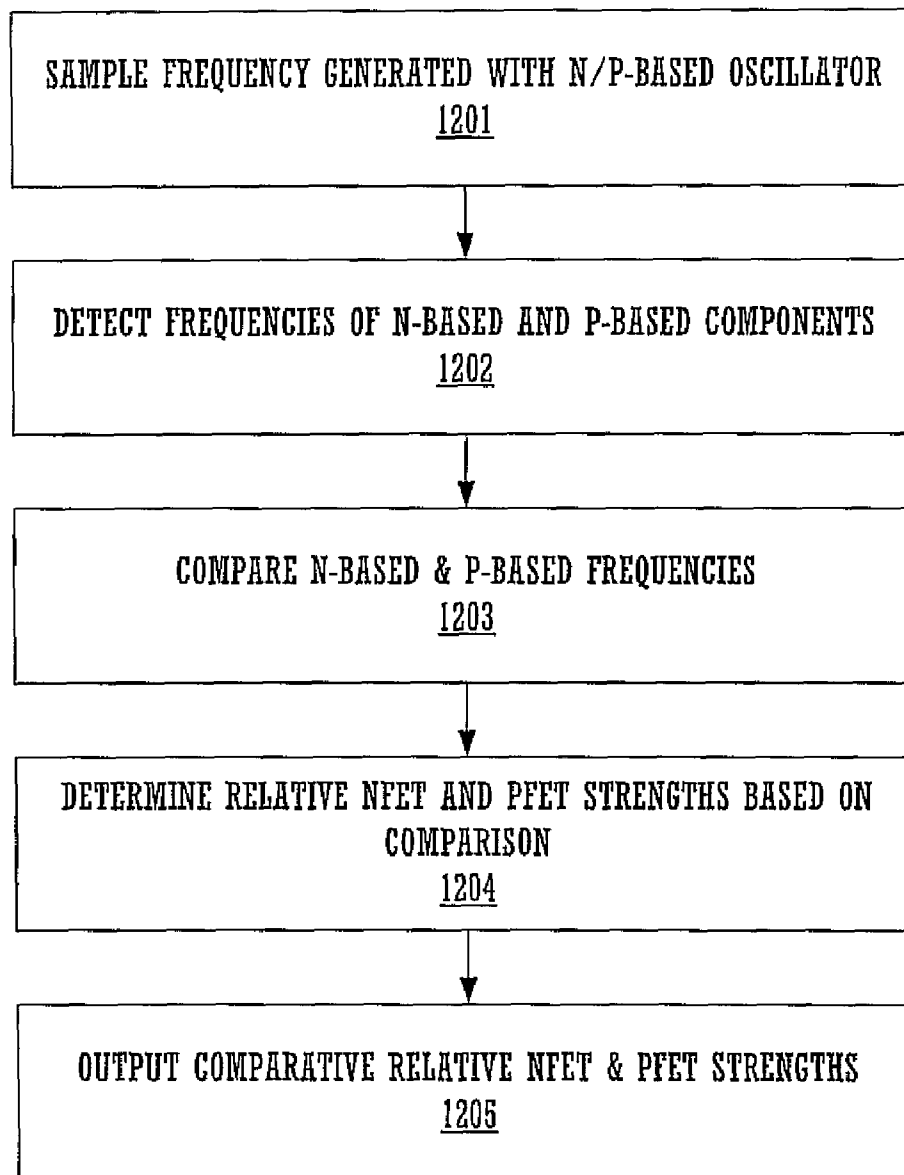 SAMPLE FREQUENCY GENERATED WITH N/P-BASED OSCILLATOR
1201
DETECT FREQUENCIES OF N-BASED AND P-BASED COMPONENTS
1202
COMPARE N-BASED & P-BASED FREQUENCIES
1203
DETERMINE RELATIVE NFET AND PFET STRENGTHS BASED ON
COMPARISON
1204
OUTPUT COMPARATIVE RELATIVE NFET & PFET STRENGTHS
1205